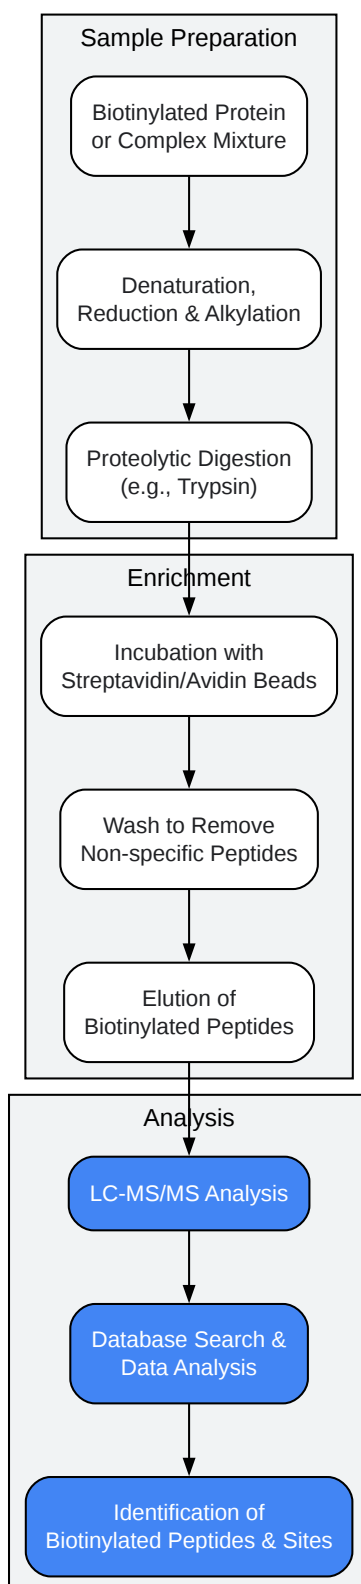 Sample Preparation
Biotinylated Protein
or Complex Mixture
Denaturation,
Reduction & Alkylation
Proteolytic Digestion
(e.g., Trypsin)
Enrichment
Incubation with
Streptavidin/Avidin Beads
Wash to Remove
Non-specific Peptides
Elution of
Biotinylated Peptides
Analysis
LC-MS/MS Analysis
Database Search &
Data Analysis
Identification of
Biotinylated Peptides & Sites